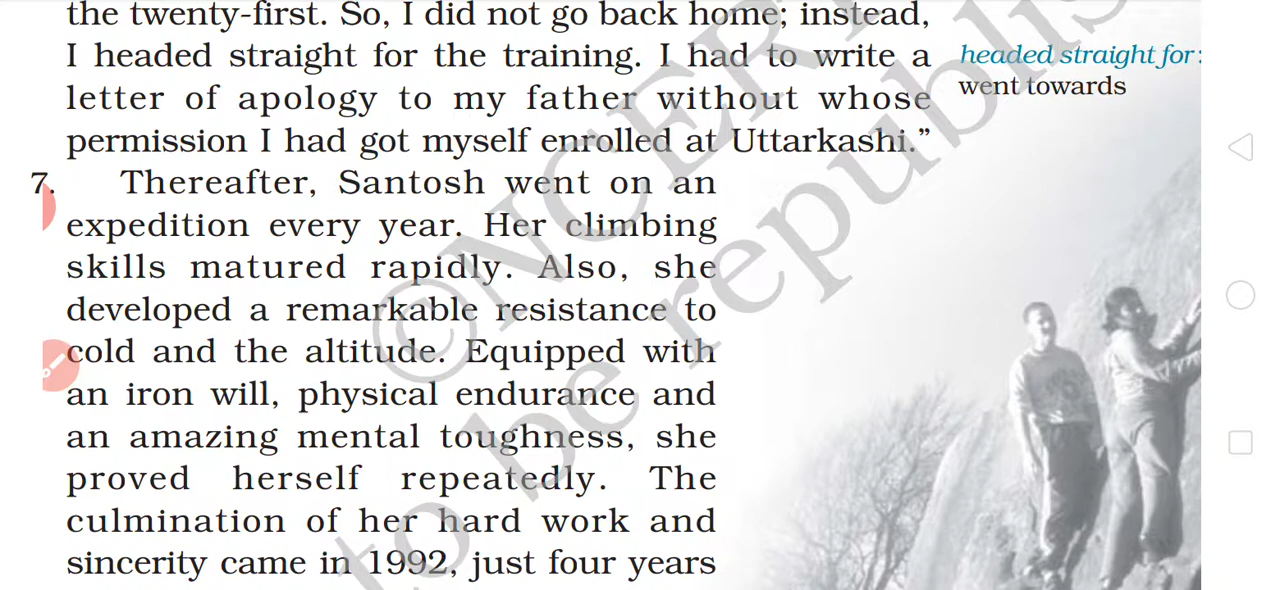 the twenty-first. So, I did not go back home; instead,
I headed straight for the training. I had to write a
letter of apology to my father without whose
permission I had got myself enrolled at Uttarkashi.”
headed straight for:
went towards
7. Thereafter, Santosh went on an
expedition every year. Her climbing
skills matured rapidly. Also, she
developed a remarkable resistance to
cold and the altitude. Equipped with
an iron will, physical endurance and
an amazing mental toughness, she
proved herself repeatedly. The
culmination of her hard work and
sincerity came in 1992, just four years
©NCERT
to be republis